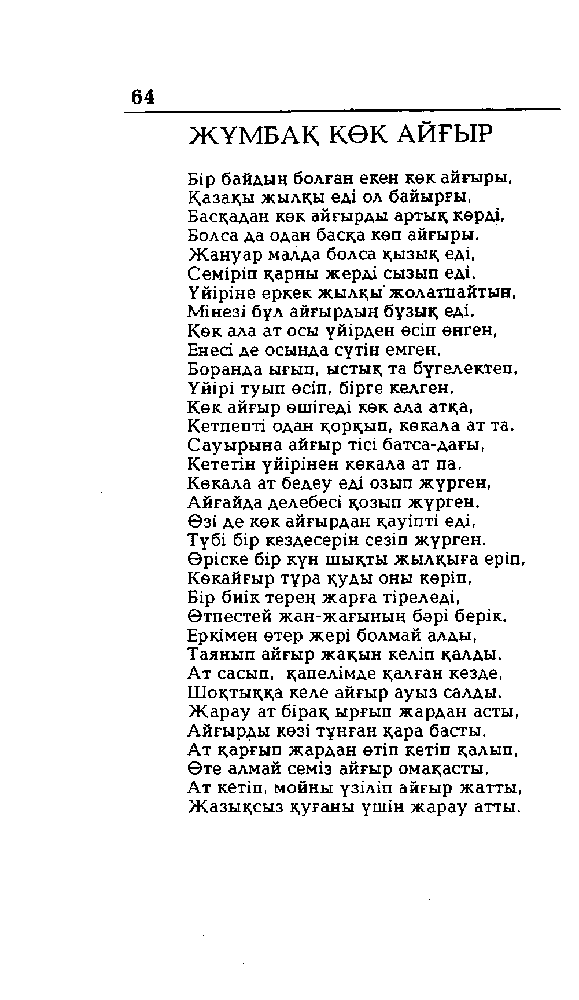 64
ЖҰМБАҚ КӨК АЙҒЫР
Бір байдың болған екен көк айғыры,
Қазақы жылқы еді ол байырғы,
Басқадан көк айғырды артық көрді,
Болса да одан басқа көп айғыры.
Жануар малда болса қызық еді,
Семіріп қарны жерді сызып еді.
Үйіріне еркек жылқы жолатпайтын,
Мінезі бұл айғырдың бұзық еді.
Көк ала ат осы үйірден өсіп өнген,
Енесі де осында сүтін емген.
Боранда ығып, ыстық та бүгелектеп,
Үйірі туып өсіп, бірге келген.
Көк айғыр өшігеді көк ала атқа,
Кетпепті одан қорқып, көкала ат та.
Сауырына айғыр тісі батса-дағы,
Кететін үйірінен көкала ат па.
Көкала ат бедеу еді озып жүрген,
Айғайда делебесі қозып жүрген.
Өзі де көк айғырдан қауіпті еді,
Түбі бір кездесерін сезіп жүрген.
Өріске бір күн шықты жылқыға еріп,
Көкайғыр тұра қуды оны көріп,
Бір биік терең жарға тіреледі,
Өтпестей жан-жағының бәрі берік.
Еркімен өтер жері болмай алды,
Таянып айғыр жақын келіп қалды.
Ат сасып, қапелімде қалған кезде,
Шоқтыққа келе айғыр ауыз салды.
Жарау ат бірақ ырғып жардан асты,
Айғырды көзі тұнған қара басты.
Ат қарғып жардан өтіп кетіп қалып,
Өте алмай семіз айғыр омақасты.
Ат кетіп, мойны үзіліп айғыр жатты,
Жазықсыз қуғаны үшін жарау атты.